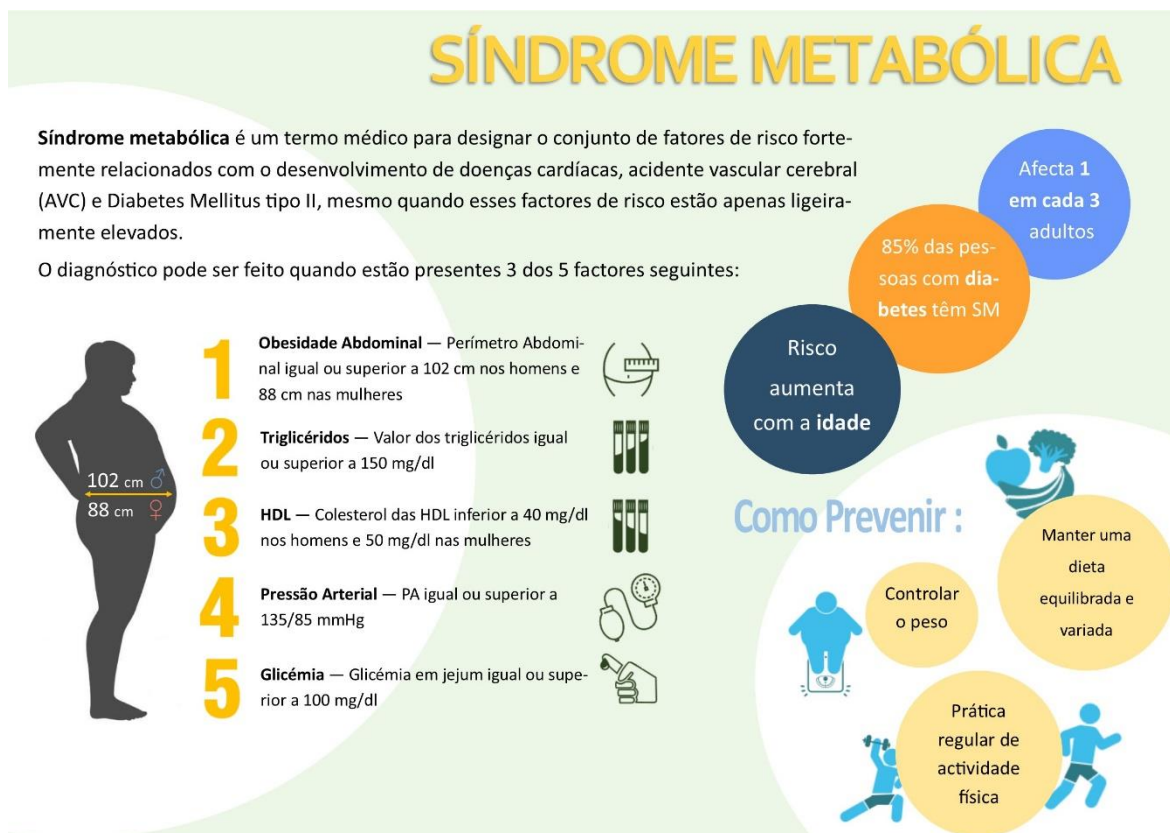 SÍNDROME METABÓLICA
Síndrome metabólica é um termo médico para designar o conjunto de fatores de risco forte-
mente relacionados com o desenvolvimento de doenças cardíacas, acidente vascular cerebral
(AVC) e Diabetes Mellitus tipo II, mesmo quando esses factores de risco estão apenas ligeira-
mente elevados.
O diagnóstico pode ser feito quando estão presentes 3 dos 5 factores seguintes:
Afecta 1
em cada 3
adultos
85% das pes-
soas com dia-
betes têm SM
Risco
aumenta
com a idade
102 cm ♂
88 cm ♀
1
Obesidade Abdominal — Perímetro Abdomi-
nal igual ou superior a 102 cm nos homens e
88 cm nas mulheres
2
Triglicéridos — Valor dos triglicéridos igual
ou superior a 150 mg/dl
3
HDL — Colesterol das HDL inferior a 40 mg/dl
nos homens e 50 mg/dl nas mulheres
4
Pressão Arterial — PA igual ou superior a
135/85 mmHg
5
Glicémia — Glicémia em jejum igual ou supe-
rior a 100 mg/dl
Como Prevenir :
Manter uma
dieta
equilibrada e
variada
Controlar
o peso
Prática
regular de
actividade
física